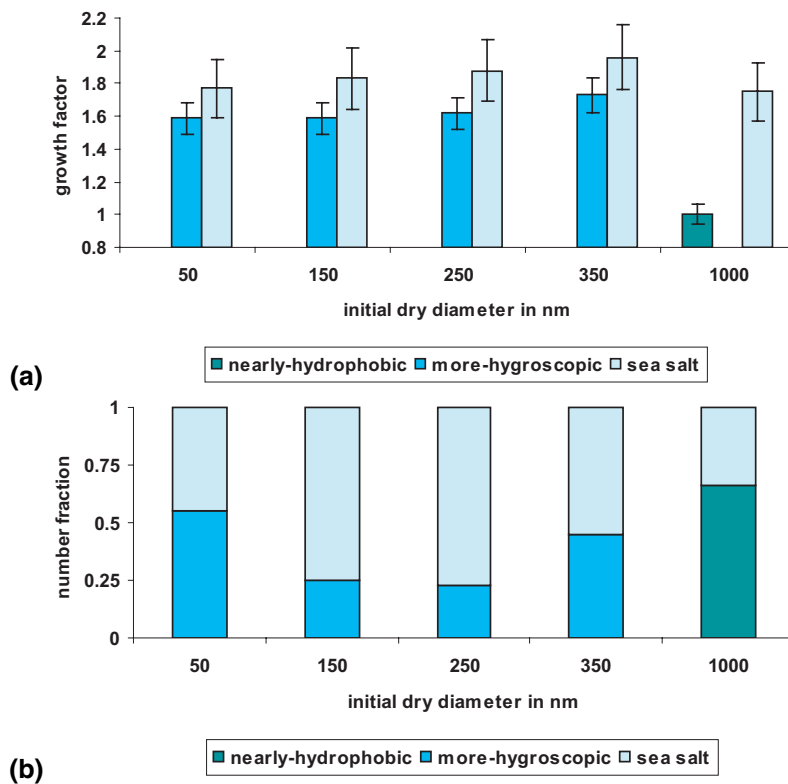 2.2
2
1.8
1.6
1.4
1.2
1
0.8
growth factor
50 150 250 350 1000
initial dry diameter in nm
(a)
nearly-hydrophobic more-hygroscopic sea salt
1
0.75
0.5
0.25
0
number fraction
50 150 250 350 1000
initial dry diameter in nm
(b)
nearly-hydrophobic more-hygroscopic sea salt